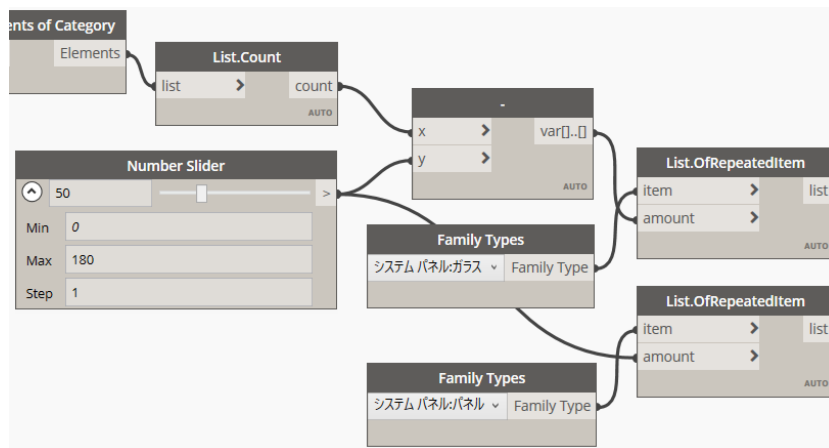 ents of Category
Elements
List.Count
list > count
AUTO
Number Slider
50 >
Min 0
Max 180
Step 1
-
x > var[]..[]
y >
AUTO
Family Types
システム パネル:ガラス Family Type
Family Types
システム パネル:パネル Family Type
List.OfRepeatedItem
item > list
amount >
AUTO
List.OfRepeatedItem
item > list
amount >
AUTO